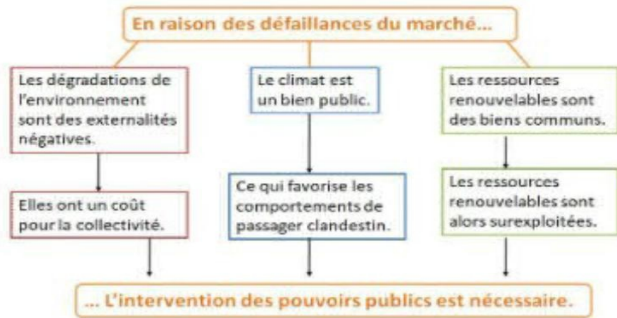 En raison des défaillances du marché...
Les dégradations de
l'environnement
sont des externalités
négatives.
Le climat est
un bien public.
Les ressources
renouvelables sont
des biens communs.
Elles ont un coût
pour la collectivité.
Ce qui favorise les
comportements de
passager clandestin.
Les ressources
renouvelables sont
alors surexploitées.
... L'intervention des pouvoirs publics est nécessaire.